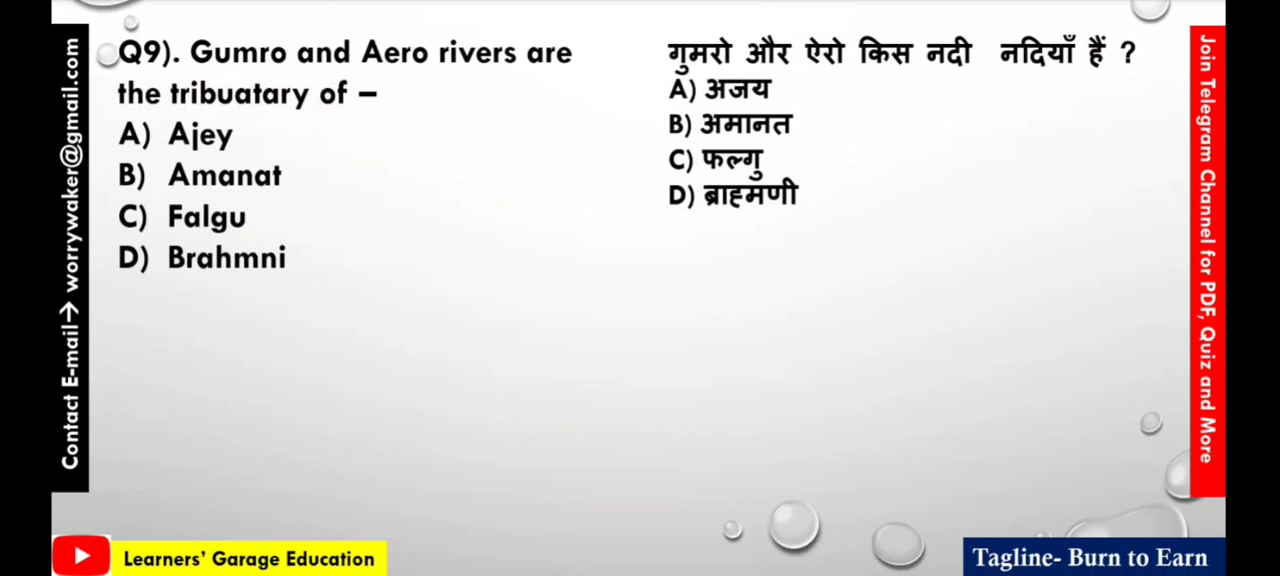 Contact E-mail→ worrywaker@gmail.com
Q9). Gumro and Aero rivers are
the tribuatary of –
A) Ajey
B) Amanat
C) Falgu
D) Brahmni
गुमरो और ऐरो किस नदी नदियाँ हैं ?
A) अजय
B) अमानत
C) फल्गु
D) ब्राह्मणी
Join Telegram Channel for PDF, Quiz and More
Learners' Garage Education
Tagline- Burn to Earn